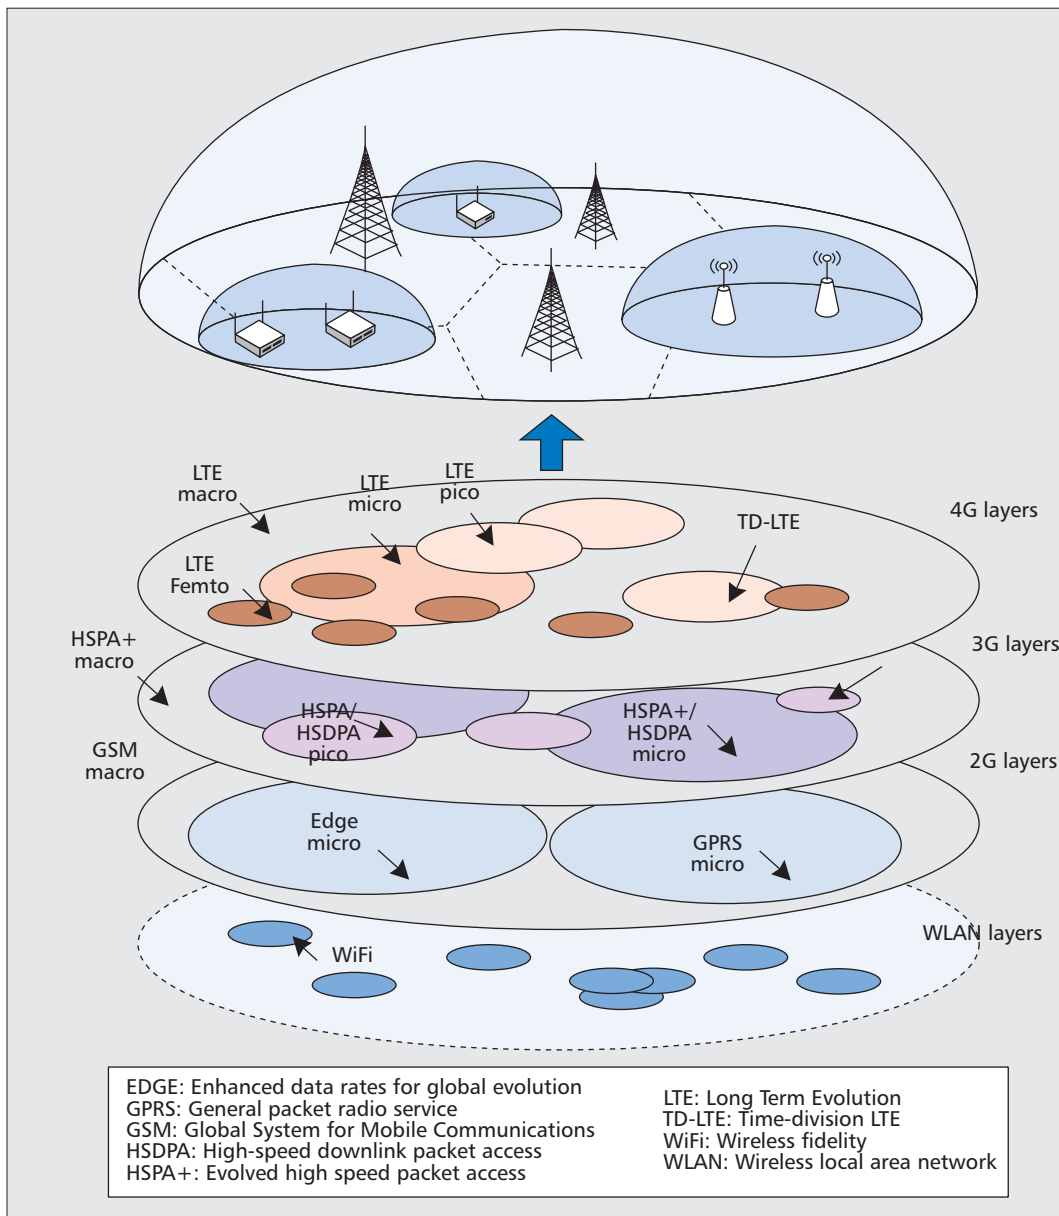 LTE
macro
LTE
micro
LTE
pico
4G layers
TD-LTE
LTE
Femto
HSPA+
macro
3G layers
HSPA/
HSDPA
pico
HSPA+/
HSDPA
micro
GSM
macro
2G layers
Edge
micro
GPRS
micro
WLAN layers
WiFi
EDGE: Enhanced data rates for global evolution
GPRS: General packet radio service
GSM: Global System for Mobile Communications
HSDPA: High-speed downlink packet access
HSPA+: Evolved high speed packet access
LTE: Long Term Evolution
TD-LTE: Time-division LTE
WiFi: Wireless fidelity
WLAN: Wireless local area network